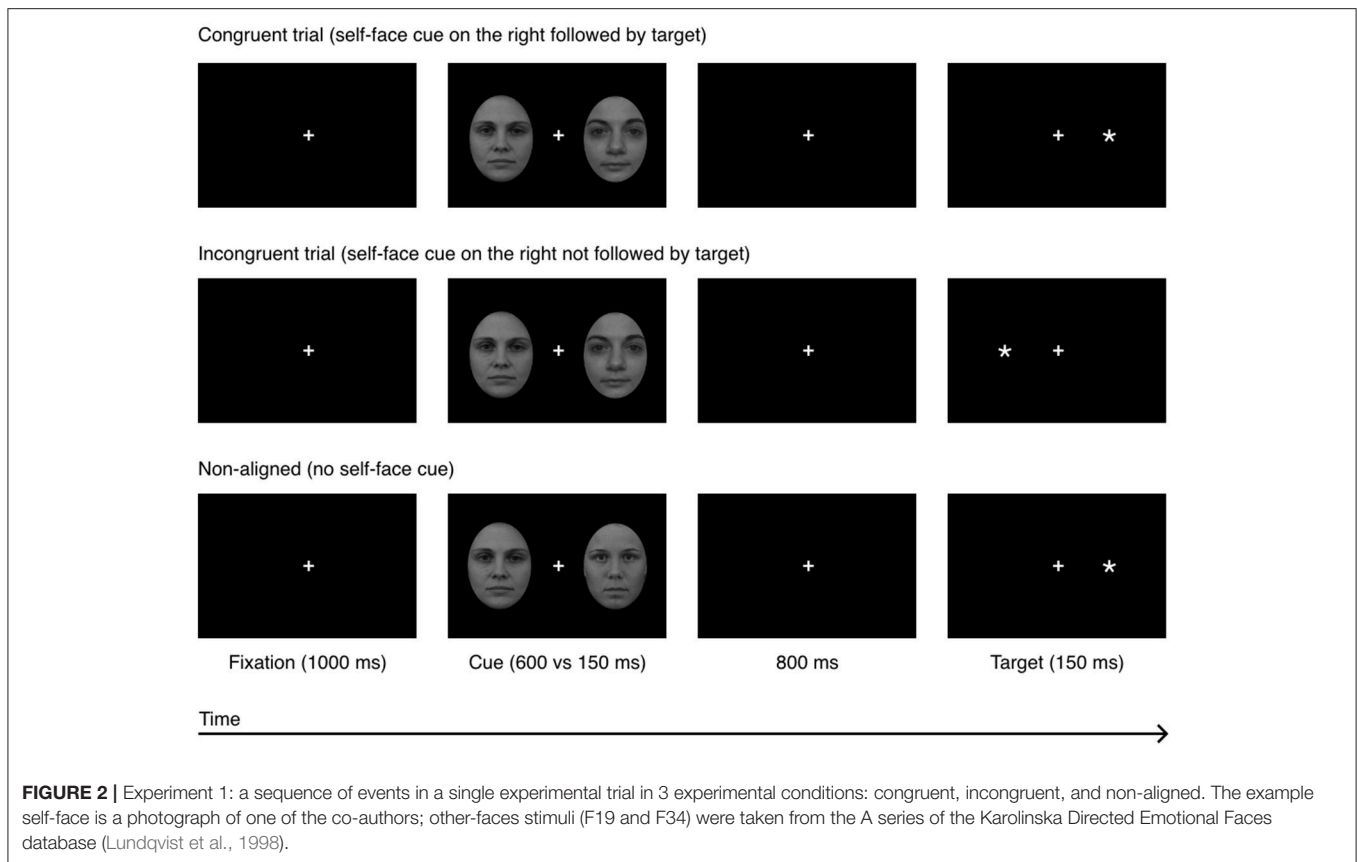 Congruent trial (self-face cue on the right followed by target)
Incongruent trial (self-face cue on the right not followed by target)
Non-aligned (no self-face cue)
Fixation (1000 ms) Cue (600 vs 150 ms) 800 ms Target (150 ms)
Time
FIGURE 2 | Experiment 1: a sequence of events in a single experimental trial in 3 experimental conditions: congruent, incongruent, and non-aligned. The example
self-face is a photograph of one of the co-authors; other-faces stimuli (F19 and F34) were taken from the A series of the Karolinska Directed Emotional Faces
database (Lundqvist et al., 1998).